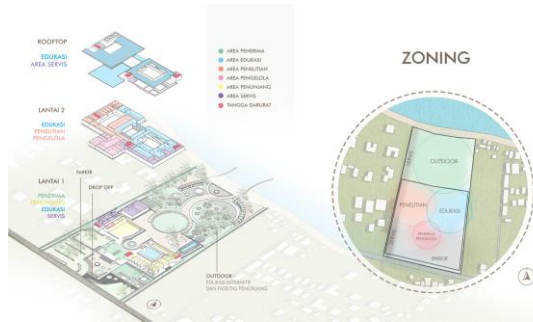 ROOFTOP
EDUKASI
AREA SERVIS
LANTAI 2
EDUKASI
PENELITIAN
PENGELOLA
LANTAI 1
PENERIMA
EDUKASI
SERVIS
PARKIR
DROP OFF
OUTDOOR
EDUKASI INTERAKTIF
DAN FASILITAS PENUNJANG
AREA PENERIMA
AREA EDUKASI
AREA PENELITIAN
AREA PENGELOLA
AREA PENUNJANG
AREA SERVIS
TANGGA DARURAT
ZONING
OUTDOOR
PENELITIAN
EDUKASI
PARKIR